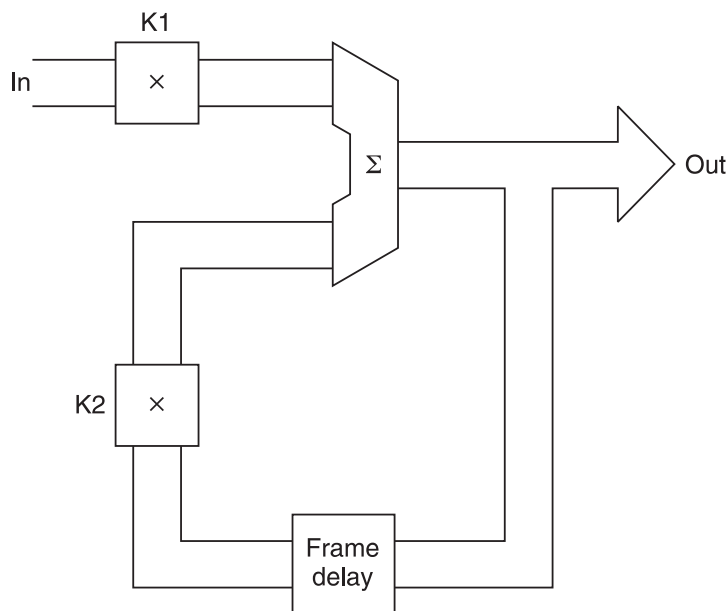 K1
In
×
Σ
Out
K2
×
Frame
delay